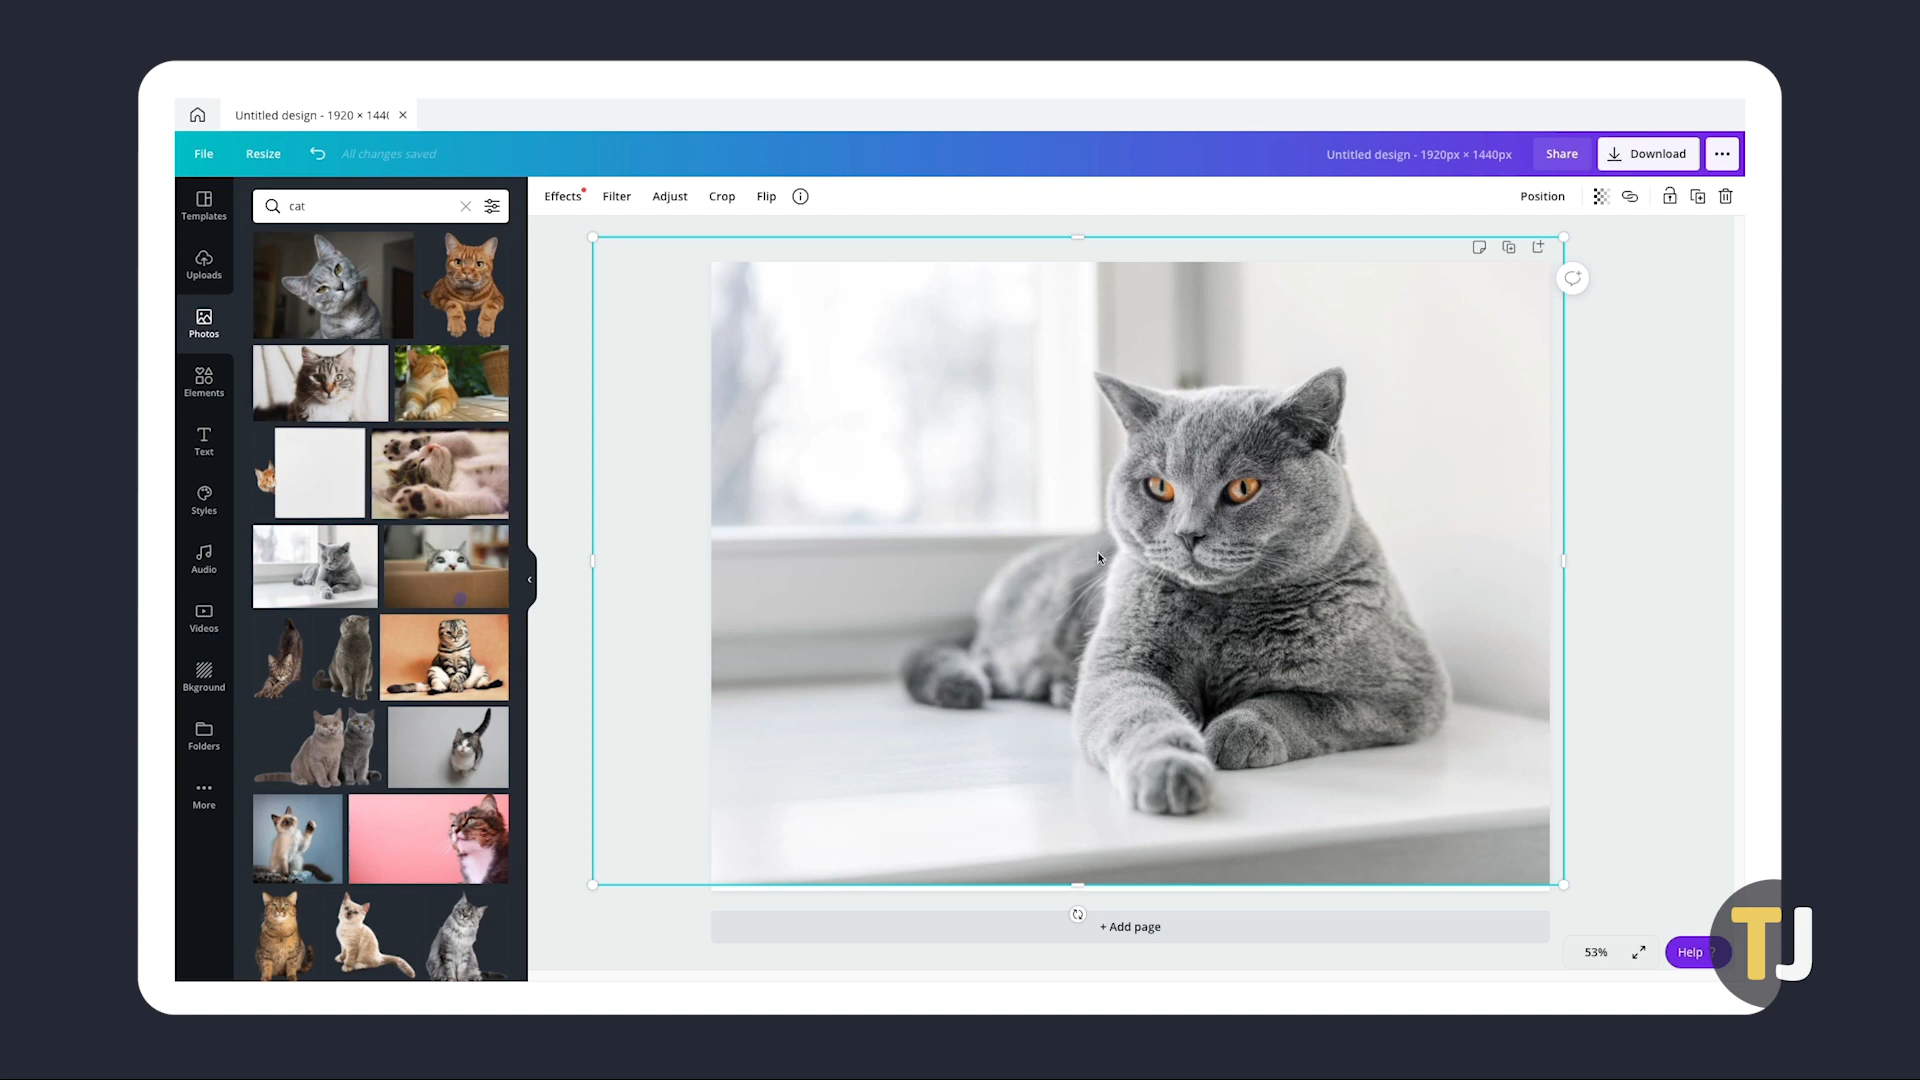 Untitled design - 1920 × 144
File
Resize
All changes saved
Untitled design - 1920px × 1440px
Share
Download
Templates
Uploads
Photos
Elements
Text
Styles
Audio
Videos
Bkground
Folders
More
cat
Effects
Filter
Adjust
Crop
Flip
Position
+ Add page
53%
Help ?
TJ